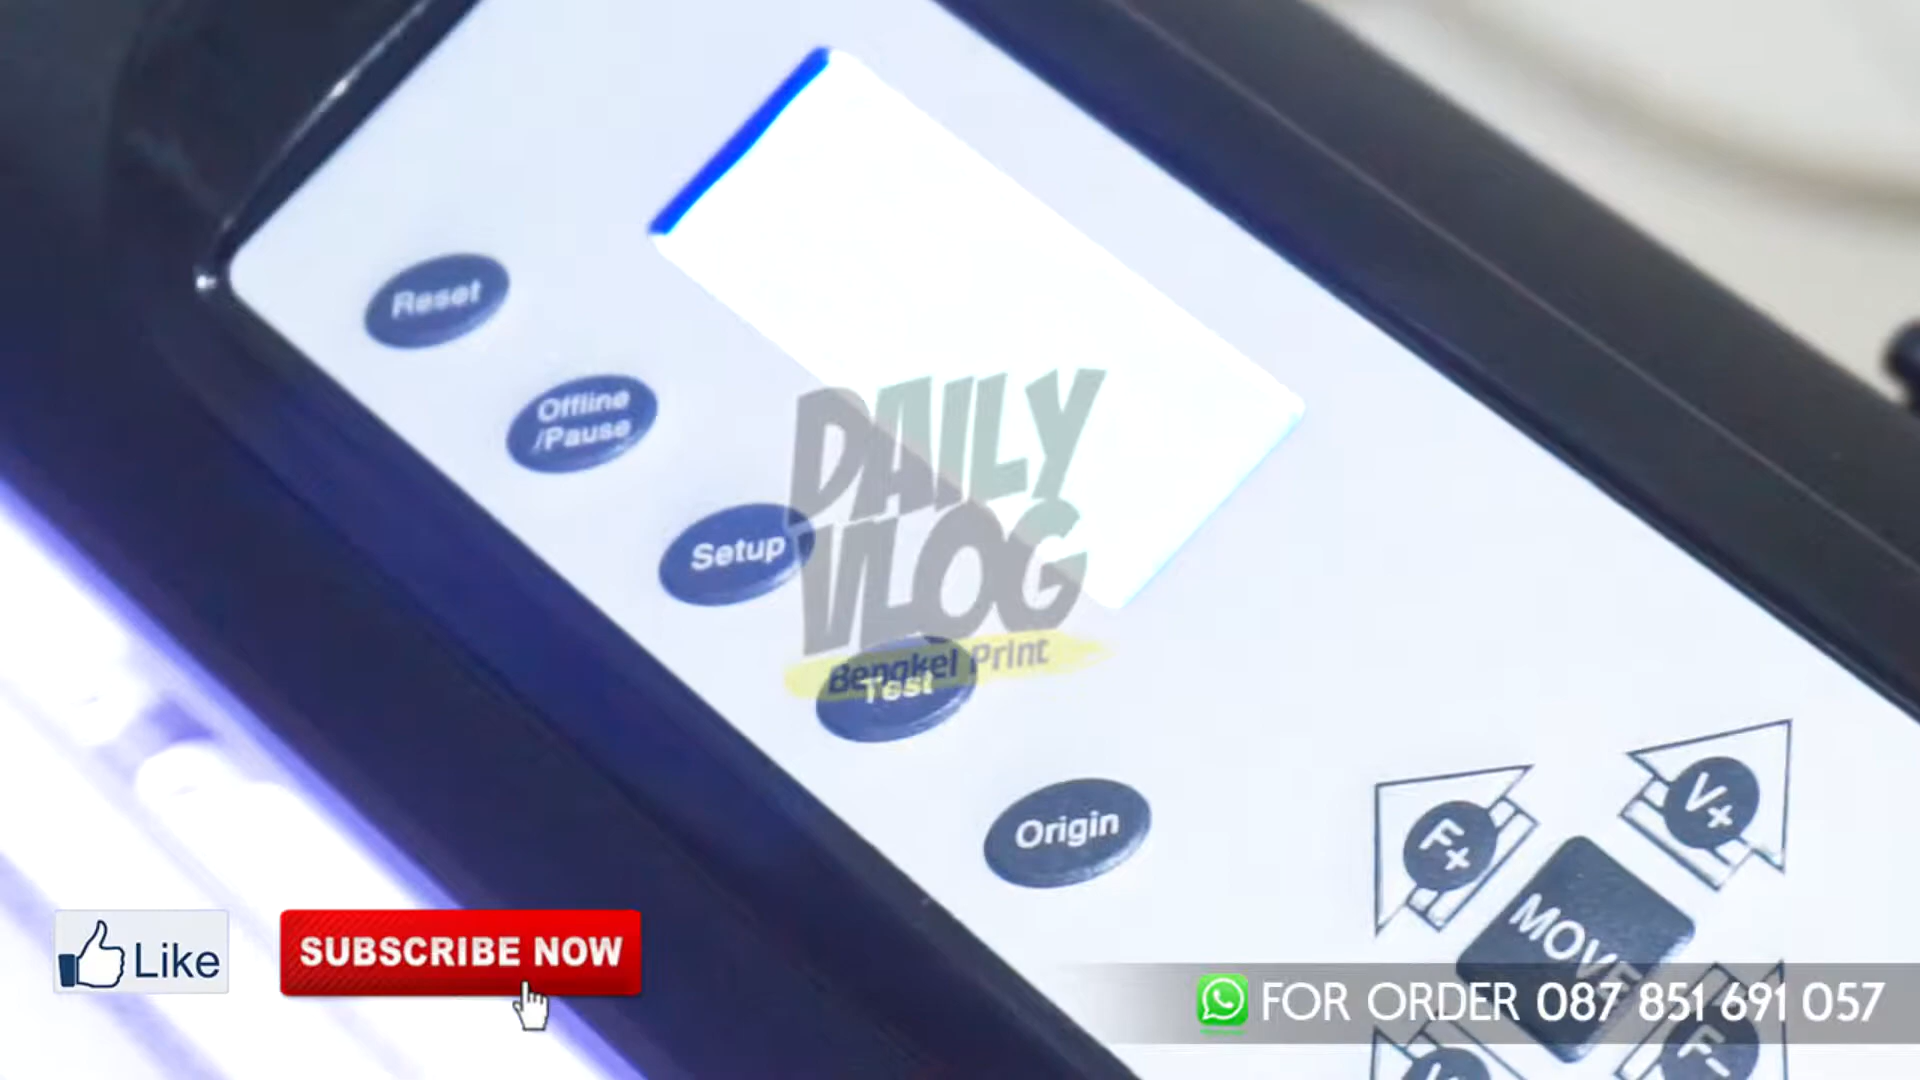 Reset
Offline
/Pause
Setup
DAILY
VLOG
Bengkel Print
Test
Origin
F+
V+
MOVE
F-
Like
SUBSCRIBE NOW
FOR ORDER 087 851 691 057